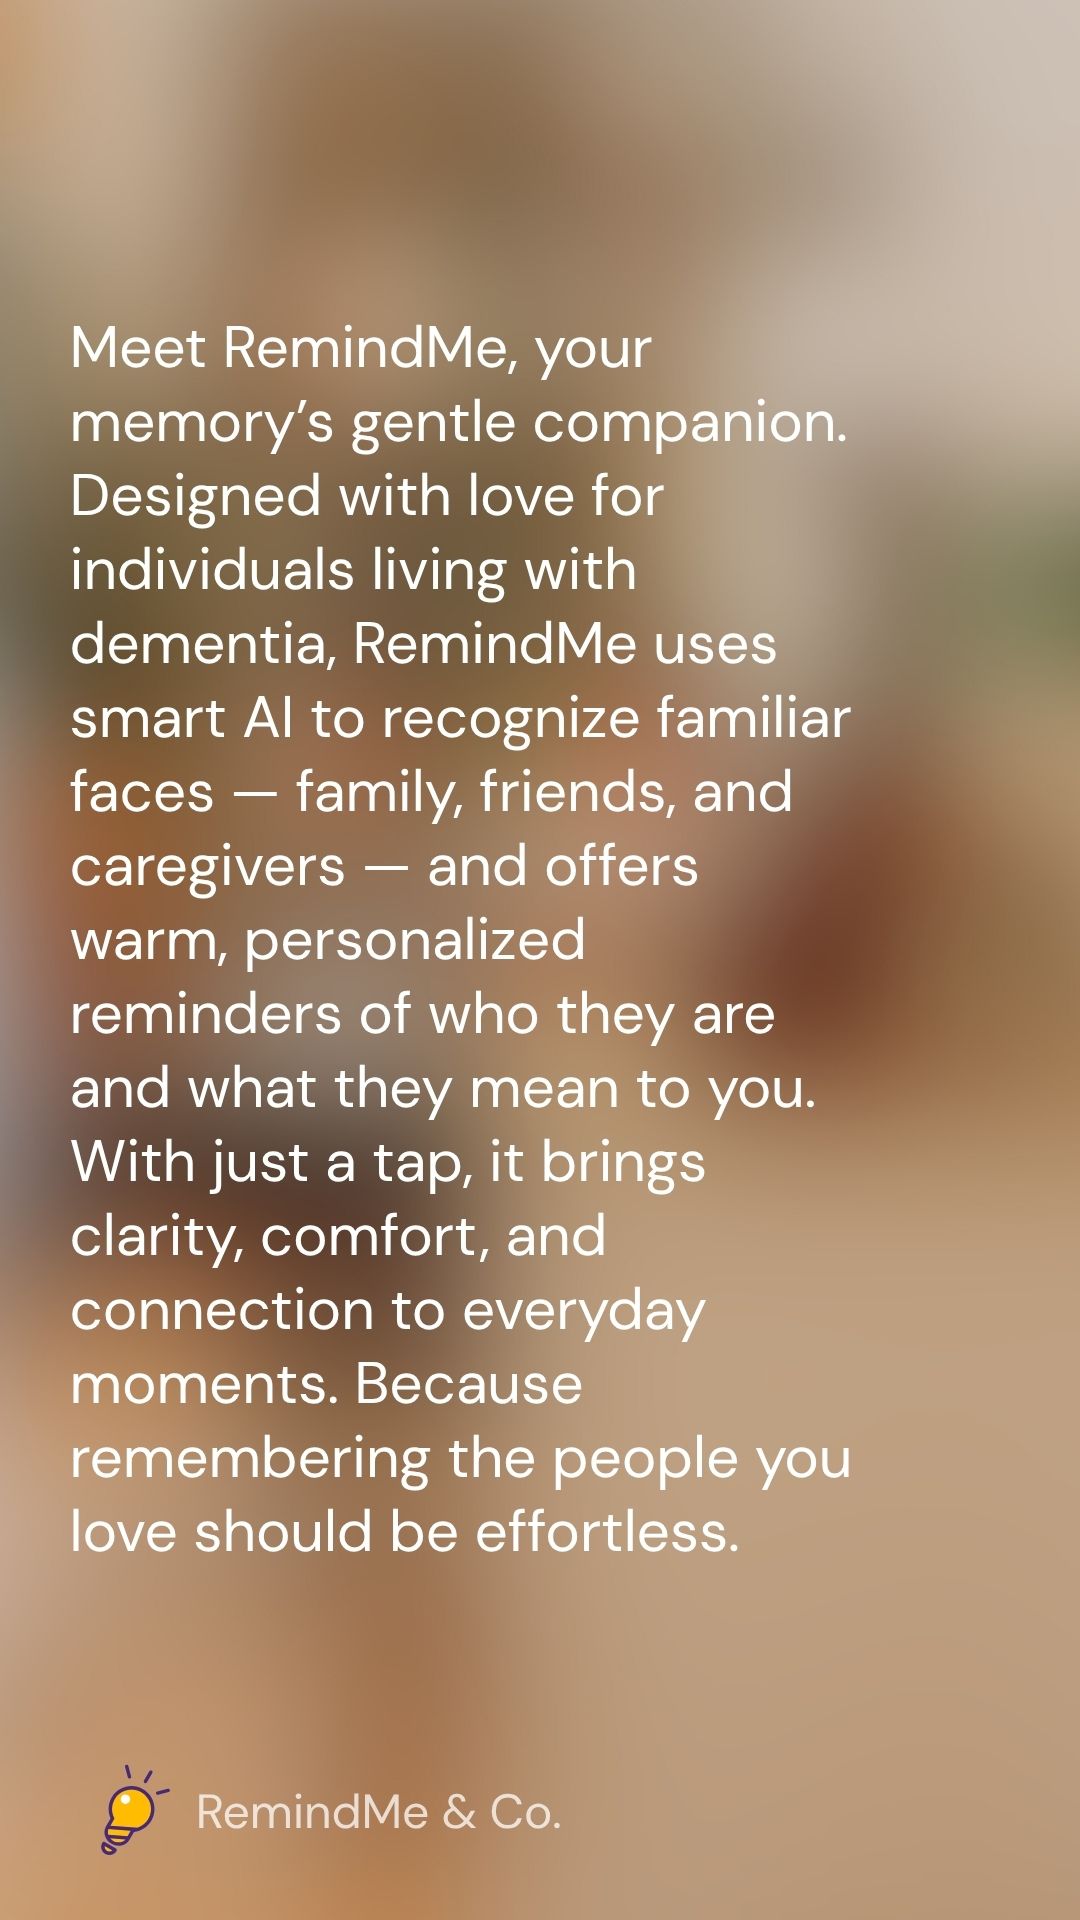 Meet RemindMe, your
memory’s gentle companion.
Designed with love for
individuals living with
dementia, RemindMe uses
smart AI to recognize familiar
faces — family, friends, and
caregivers — and offers
warm, personalized
reminders of who they are
and what they mean to you.
With just a tap, it brings
clarity, comfort, and
connection to everyday
moments. Because
remembering the people you
love should be effortless.
RemindMe & Co.